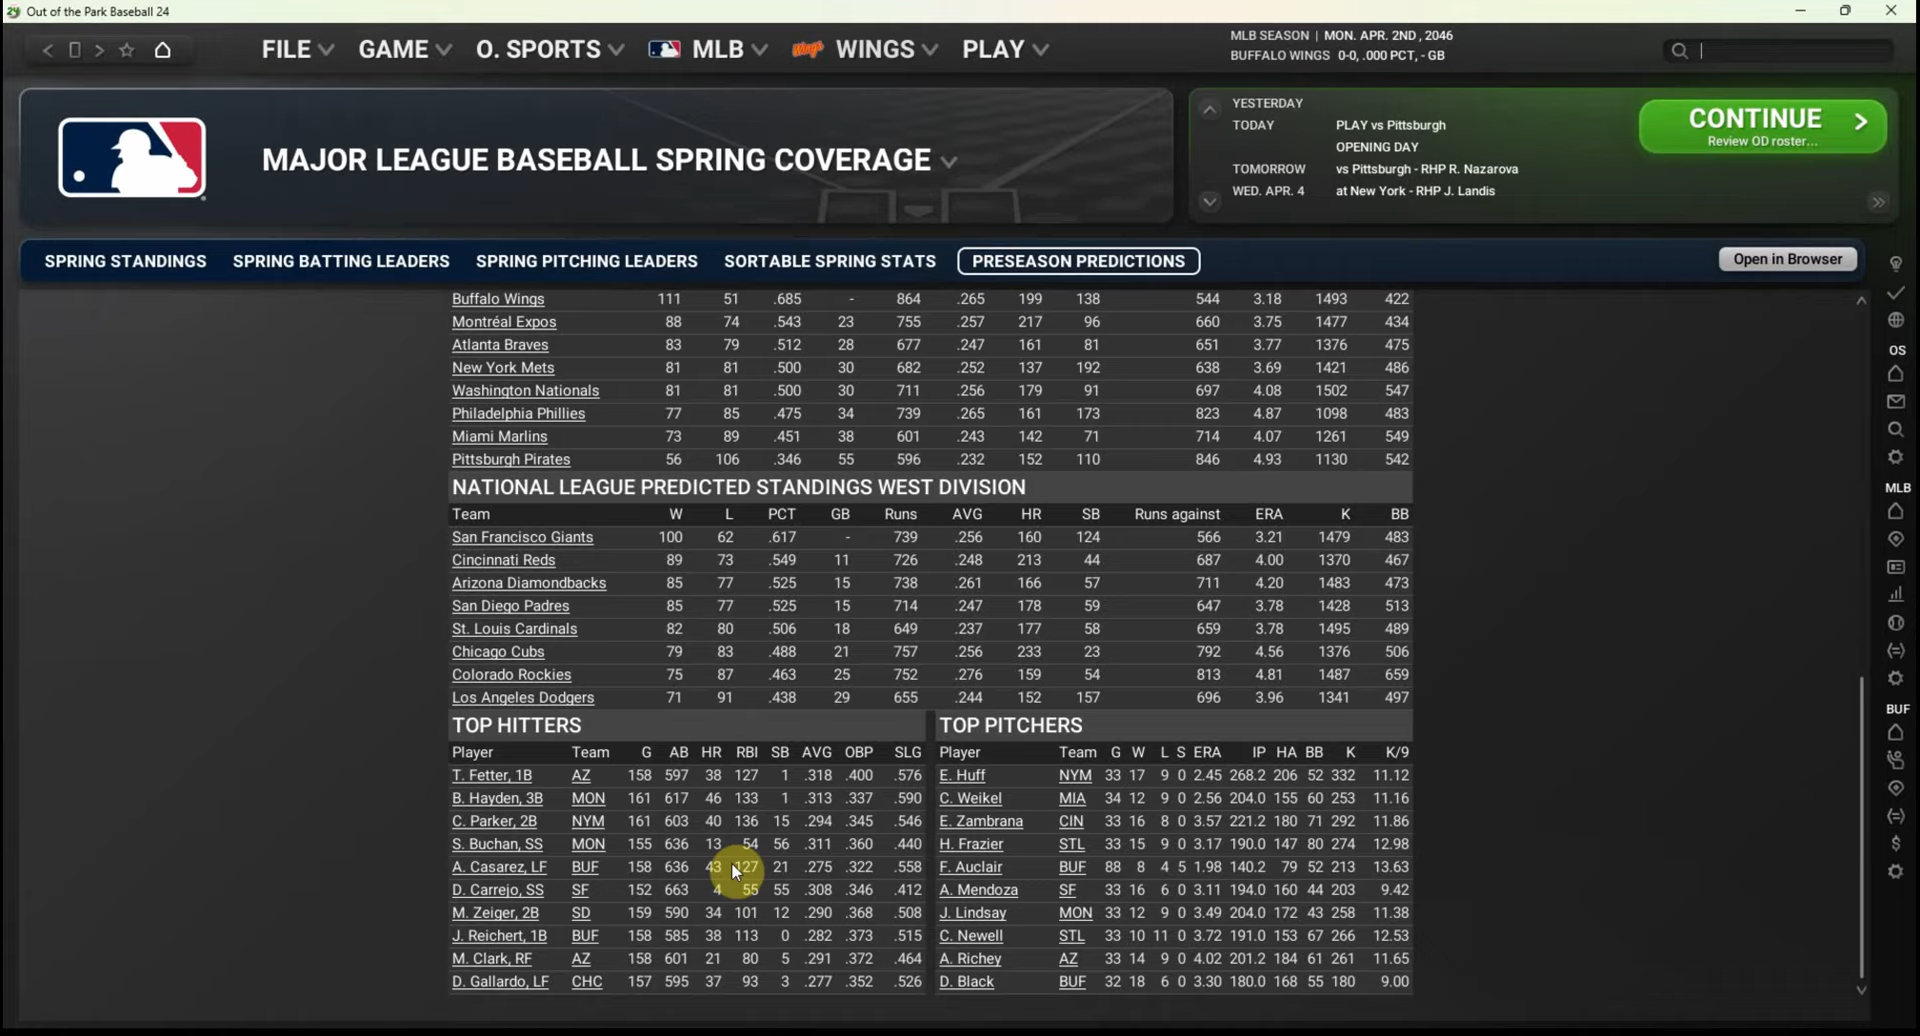 Out of the Park Baseball 24
FILE GAME O. SPORTS MLB WINGS PLAY
MLB SEASON | MON. APR. 2ND , 2046
BUFFALO WINGS 0-0, .000 PCT, - GB
MAJOR LEAGUE BASEBALL SPRING COVERAGE
YESTERDAY
TODAY PLAY vs Pittsburgh
OPENING DAY
TOMORROW vs Pittsburgh - RHP R. Nazarova
WED. APR. 4 at New York - RHP J. Landis
CONTINUE
Review OD roster...
SPRING STANDINGS SPRING BATTING LEADERS SPRING PITCHING LEADERS SORTABLE SPRING STATS PRESEASON PREDICTIONS Open in Browser
Buffalo Wings 111 51 .685 - 864 .265 199 138 544 3.18 1493 422
Montréal Expos 88 74 .543 23 755 .257 217 96 660 3.75 1477 434
Atlanta Braves 83 79 .512 28 677 .247 161 81 651 3.77 1376 475
New York Mets 81 81 .500 30 682 .252 137 192 638 3.69 1421 486
Washington Nationals 81 81 .500 30 711 .256 179 91 697 4.08 1502 547
Philadelphia Phillies 77 85 .475 34 739 .265 161 173 823 4.87 1098 483
Miami Marlins 73 89 .451 38 601 .243 142 71 714 4.07 1261 549
Pittsburgh Pirates 56 106 .346 55 596 .232 152 110 846 4.93 1130 542
NATIONAL LEAGUE PREDICTED STANDINGS WEST DIVISION
Team W L PCT GB Runs AVG HR SB Runs against ERA K BB
San Francisco Giants 100 62 .617 - 739 .256 160 124 566 3.21 1479 483
Cincinnati Reds 89 73 .549 11 726 .248 213 44 687 4.00 1370 467
Arizona Diamondbacks 85 77 .525 15 738 .261 166 57 711 4.20 1483 473
San Diego Padres 85 77 .525 15 714 .247 178 59 647 3.78 1428 513
St. Louis Cardinals 82 80 .506 18 649 .237 177 58 659 3.78 1495 489
Chicago Cubs 79 83 .488 21 757 .256 233 23 792 4.56 1376 506
Colorado Rockies 75 87 .463 25 752 .276 159 54 813 4.81 1487 659
Los Angeles Dodgers 71 91 .438 29 655 .244 152 157 696 3.96 1341 497
TOP HITTERS
Player Team G AB HR RBI SB AVG OBP SLG
T. Fetter, 1B AZ 158 597 38 127 1 .318 .400 .576
B. Hayden, 3B MON 161 617 46 133 1 .313 .337 .590
C. Parker, 2B NYM 161 603 40 136 15 .294 .345 .546
S. Buchan, SS MON 155 636 13 54 56 .311 .360 .440
A. Casarez, LF BUF 158 636 43 127 21 .275 .322 .558
D. Carrejo, SS SF 152 663 4 55 55 .308 .346 .412
M. Zeiger, 2B SD 159 590 34 101 12 .290 .368 .508
J. Reichert, 1B BUF 158 585 38 113 0 .282 .373 .515
M. Clark, RF AZ 158 601 21 80 5 .291 .372 .464
D. Gallardo, LF CHC 157 595 37 93 3 .277 .352 .526
TOP PITCHERS
Player Team G W L S ERA IP HA BB K K/9
E. Huff NYM 33 17 9 0 2.45 268.2 206 52 332 11.12
C. Weikel MIA 34 12 9 0 2.56 204.0 155 60 253 11.16
E. Zambrana CIN 33 16 8 0 3.57 221.2 180 71 292 11.86
H. Frazier STL 33 15 9 0 3.17 190.0 147 80 274 12.98
F. Auclair BUF 88 8 4 5 1.98 140.2 79 52 213 13.63
A. Mendoza SF 33 16 6 0 3.11 194.0 160 44 203 9.42
J. Lindsay MON 33 12 9 0 3.49 204.0 172 43 258 11.38
C. Newell STL 33 10 11 0 3.72 191.0 153 67 266 12.53
A. Richey AZ 33 14 9 0 4.02 201.2 184 61 261 11.65
D. Black BUF 32 18 6 0 3.30 180.0 168 55 180 9.00
OS
MLB
BUF